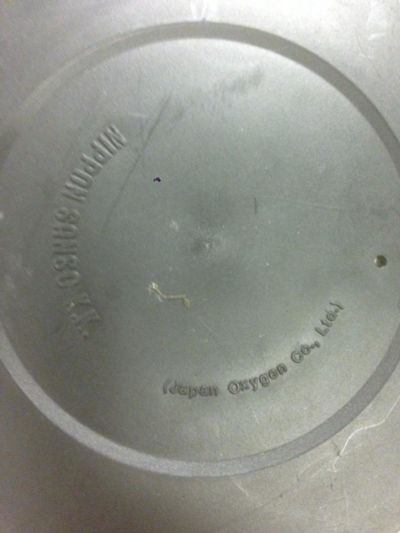 NIPPON SANSO K.K.
(Japan Oxygen Co., Ltd.)